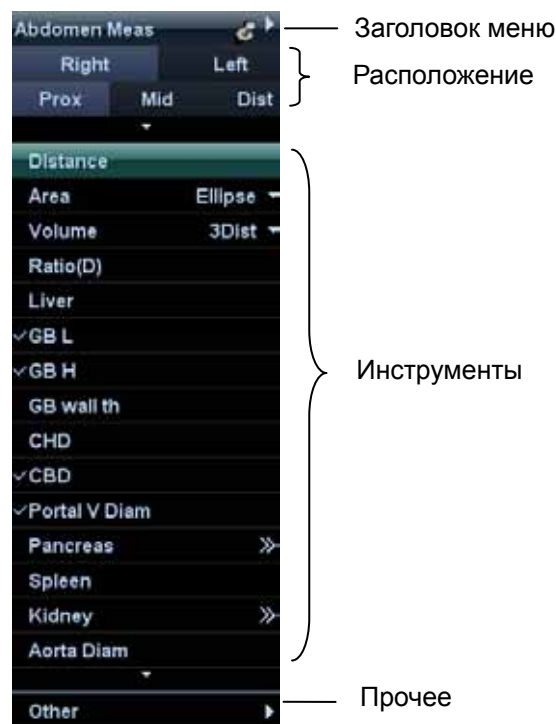 Abdomen Meas
Заголовок меню
Right Left
Расположение
Prox Mid Dist
Distance
Area Ellipse
Volume 3Dist
Ratio(D)
Liver
GB L
GB H
GB wall th
Инструменты
CHD
CBD
Portal V Diam
Pancreas
Spleen
Kidney
Aorta Diam
Other
Прочее